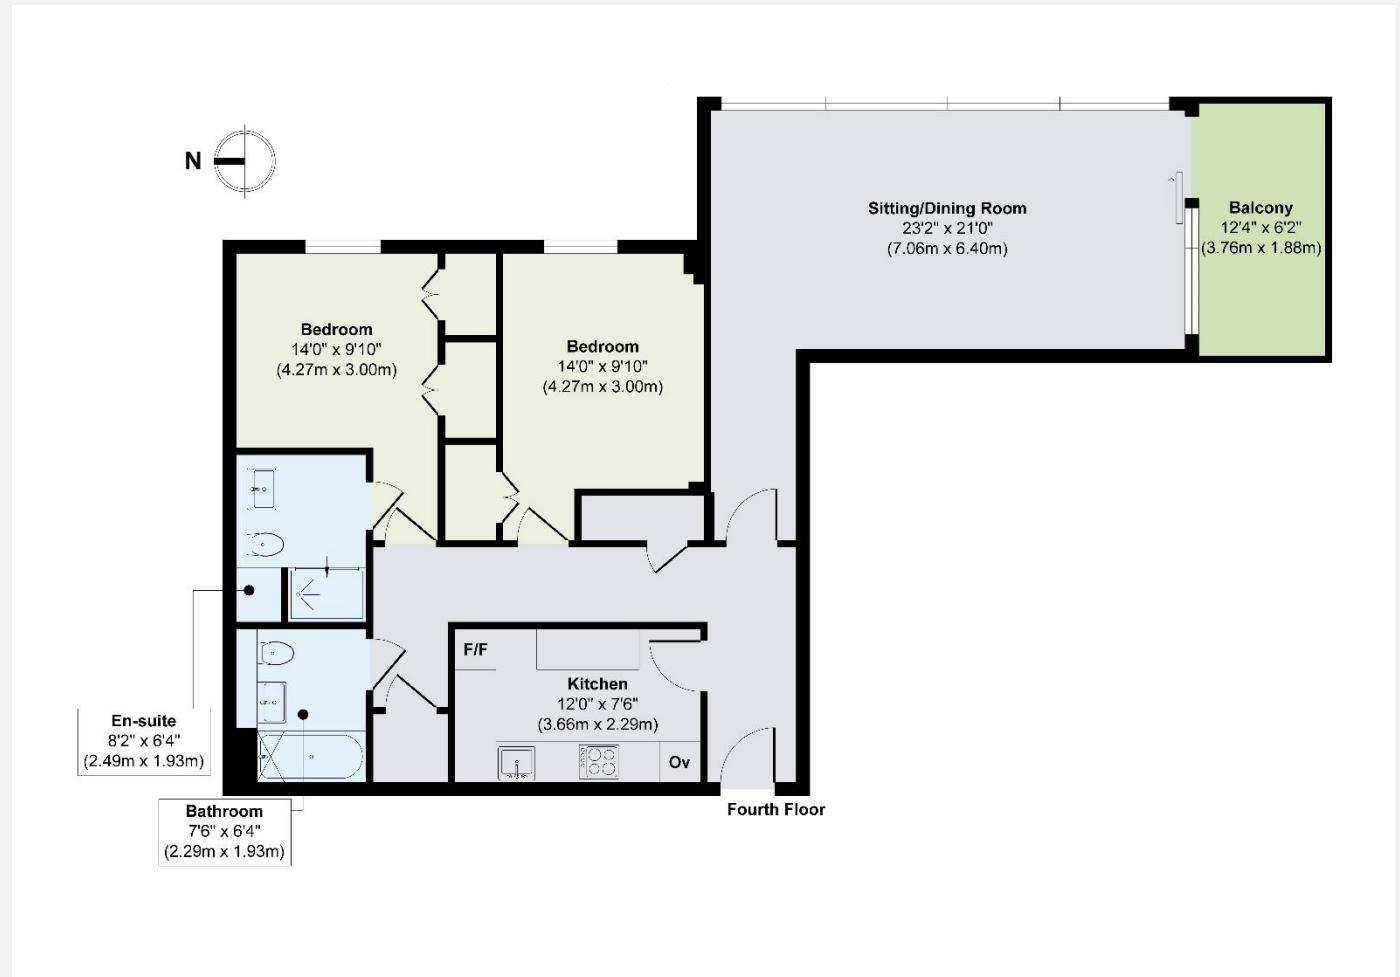 N
Sitting/Dining Room
23'2" x 21'0"
(7.06m x 6.40m)
Balcony
12'4" x 6'2"
(3.76m x 1.88m)
Bedroom
14'0" x 9'10"
(4.27m x 3.00m)
Bedroom
14'0" x 9'10"
(4.27m x 3.00m)
F/F
Kitchen
12'0" x 7'6"
(3.66m x 2.29m)
Ov
En-suite
8'2" x 6'4"
(2.49m x 1.93m)
Bathroom
7'6" x 6'4"
(2.29m x 1.93m)
Fourth Floor